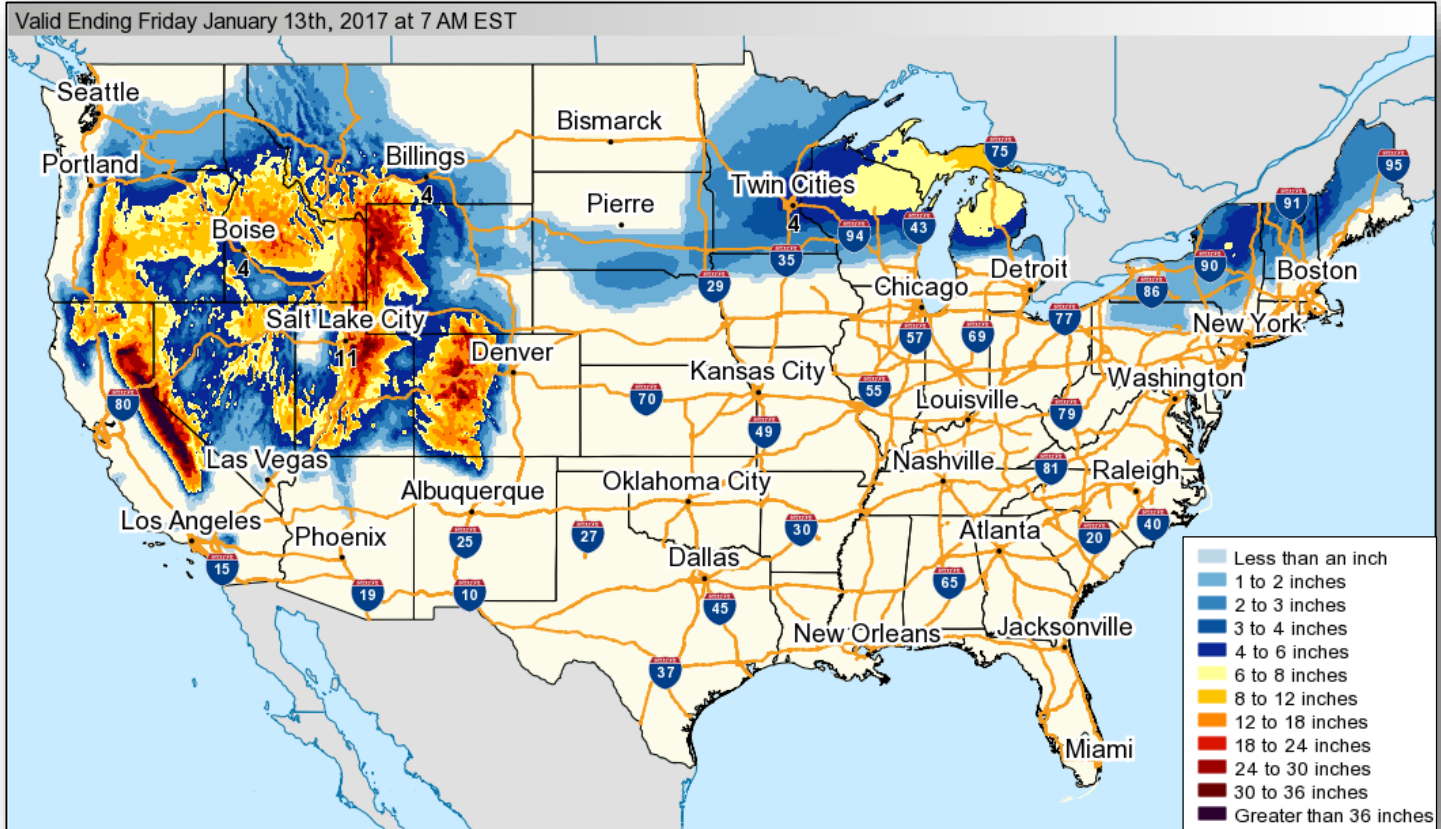 Valid Ending Friday January 13th, 2017 at 7 AM EST
Seattle
Bismarck
75
Portland
Billings
95
4
Twin Cities
Pierre
91
Boise
4
94
43
4
35
90
Detroit
Boston
29
Chicago
86
Salt Lake City
77
New York
11
Denver
57
69
Kansas City
Washington
80
70
55
Louisville
79
49
Las Vegas
Nashville
81
Raleigh
Albuquerque
Oklahoma City
Los Angeles
Phoenix
25
27
30
Atlanta
20
40
15
Dallas
19
10
45
65
New Orleans
Jacksonville
37
Miami
Less than an inch
1 to 2 inches
2 to 3 inches
3 to 4 inches
4 to 6 inches
6 to 8 inches
8 to 12 inches
12 to 18 inches
18 to 24 inches
24 to 30 inches
30 to 36 inches
Greater than 36 inches